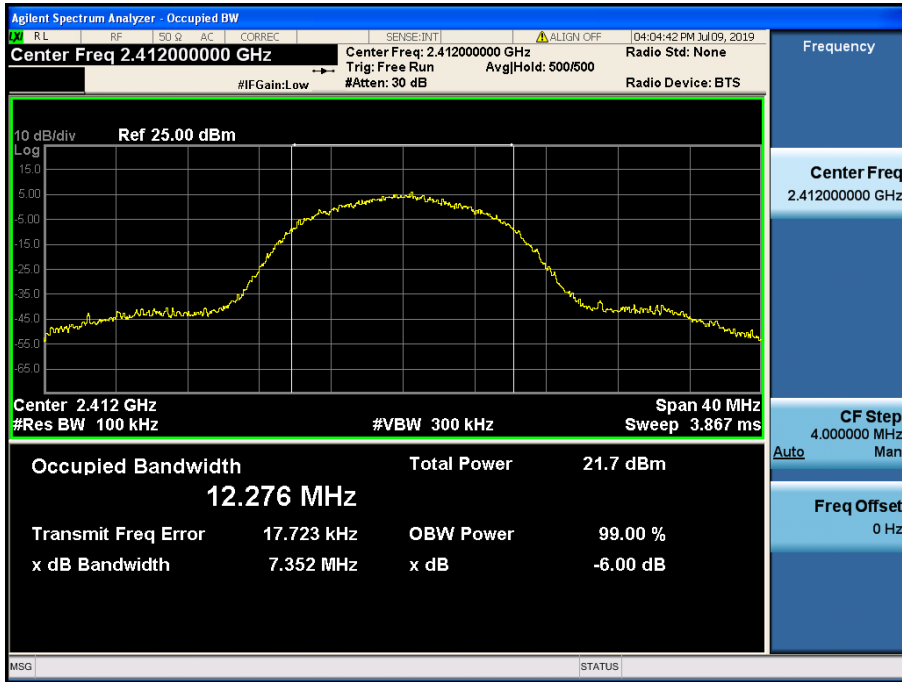 Agilent Spectrum Analyzer - Occupied BW
LXI RL RF 50 Ω AC CORREC SENSE:INT ALIGN OFF 04:04:42 PM Jul 09, 2019
Center Freq 2.412000000 GHz
Center Freq: 2.412000000 GHz
Radio Std: None
Trig: Free Run Avg|Hold: 500/500
#IFGain:Low
#Atten: 30 dB
Radio Device: BTS
10 dB/div Ref 25.00 dBm
Log
15.0
5.00
-5.00
-15.0
-25.0
-35.0
-45.0
-55.0
-65.0
Center 2.412 GHz Span 40 MHz
#Res BW 100 kHz #VBW 300 kHz Sweep 3.867 ms
Occupied Bandwidth Total Power 21.7 dBm
12.276 MHz
Transmit Freq Error 17.723 kHz OBW Power 99.00 %
x dB Bandwidth 7.352 MHz x dB -6.00 dB
MSG STATUS
Frequency
Center Freq
2.412000000 GHz
CF Step
4.000000 MHz
Auto Man
Freq Offset
0 Hz